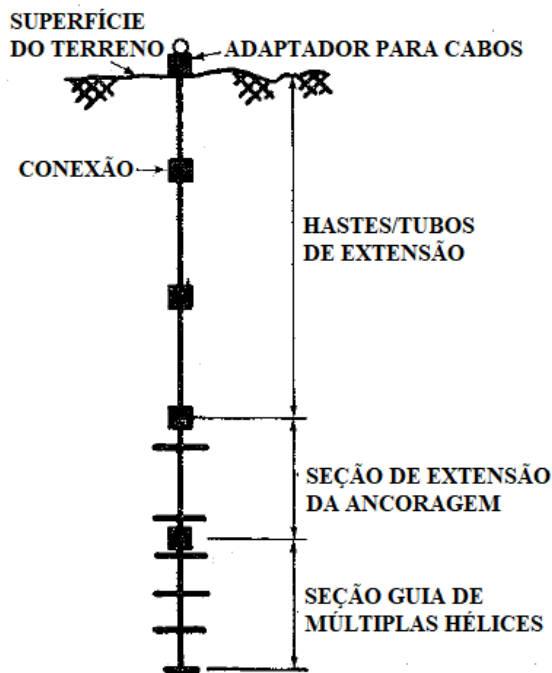 SUPERFÍCIE
DO TERRENO
ADAPTADOR PARA CABOS
CONEXÃO
HASTES/TUBOS
DE EXTENSÃO
SEÇÃO DE EXTENSÃO
DA ANCORAGEM
SEÇÃO GUIA DE
MÚLTIPLAS HÉLICES